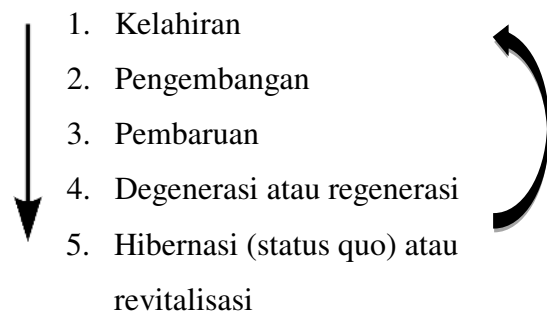 1. Kelahiran
2. Pengembangan
3. Pembaruan
4. Degenerasi atau regenerasi
5. Hibernasi (status quo) atau
revitalisasi